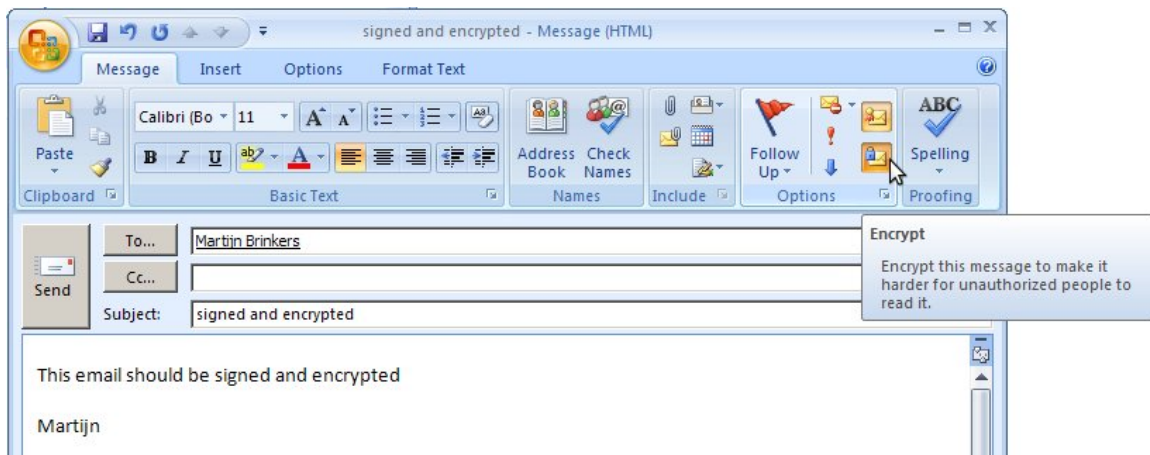 signed and encrypted - Message (HTML)
Message Insert Options Format Text
Calibri (Bo 11 A A ABC
Paste B I U ab A Address Book Check Names Follow Up Spelling
Clipboard Basic Text Names Include Options Proofing
Encrypt
Encrypt this message to make it
harder for unauthorized people to
read it.
Send
To... Martijn Brinkers
Cc...
Subject: signed and encrypted
This email should be signed and encrypted
Martijn